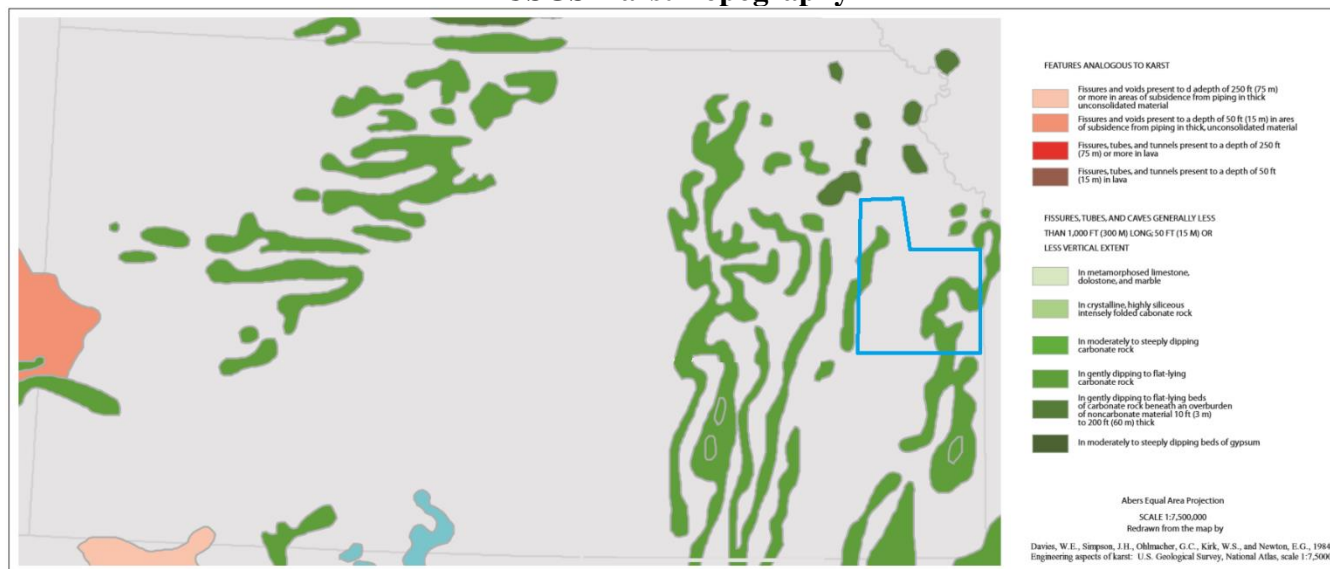 USGS Karst Topography
FEATURES ANALOGOUS TO KARST
Fissures and voids present to d adepth of 250 ft (75 m)
or more in areas of subsidence from piping in thick
unconsolidated material
Fissures and voids present to a depth of 50 ft (15 m) in ares
of subsidence from piping in thick, unconsolidated material
Fissures, tubes, and tunnels present to a depth of 250 ft
(75 m) or more in lava
Fissures, tubes, and tunnels present to a depth of 50 ft
(15 m) in lava
FISSURES, TUBES, AND CAVES GENERALLY LESS
THAN 1,000 FT (300 M) LONG; 50 FT (15 M) OR
LESS VERTICAL EXTENT
In metamorphosed limestone,
dolostone, and marble
In crystalline, highly siliceous
intensely folded cabonate rock
In moderately to steeply dipping
carbonate rock
In gently dipping to flat-lying
carbonate rock
In gently dipping to flat-lying beds
of carbonate rock beneath an overburden
of noncarbonate material 10 ft (3 m)
to 200 ft (60 m) thick
In moderately to steeply dipping beds of gypsum
Abers Equal Area Projection
SCALE 1:7,500,000
Redrawn from the map by
Davies, W.E., Simpson, J.H., Ohlmacher, G.C., Kirk, W.S., and Newton, E.G., 1984
Engineering aspects of karst: U.S. Geological Survey, National Atlas, scale 1:7,5000